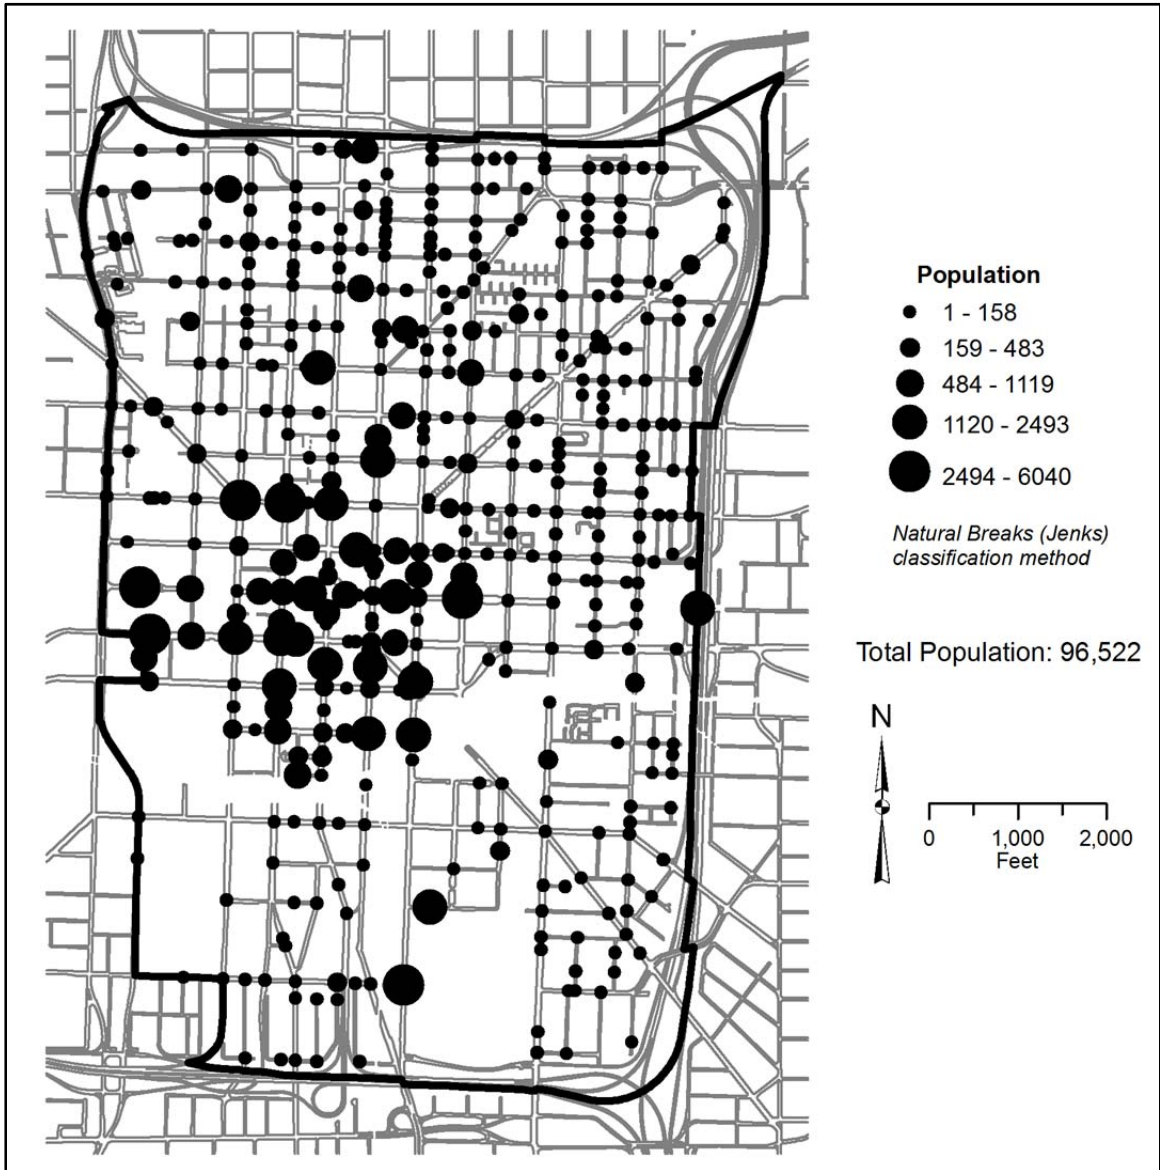 Population
1 - 158
159 - 483
484 - 1119
1120 - 2493
2494 - 6040
Natural Breaks (Jenks)
classification method
Total Population: 96,522
N
0 1,000 2,000
Feet